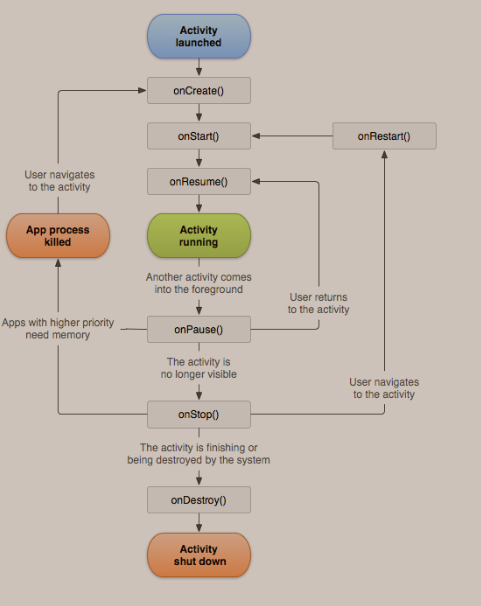 Activity
launched
onCreate()
onStart()
onRestart()
User navigates
to the activity
onResume()
App process
killed
Activity
running
Another activity comes
into the foreground
User returns
to the activity
Apps with higher priority
need memory
onPause()
The activity is
no longer visible
User navigates
to the activity
onStop()
The activity is finishing or
being destroyed by the system
onDestroy()
Activity
shut down